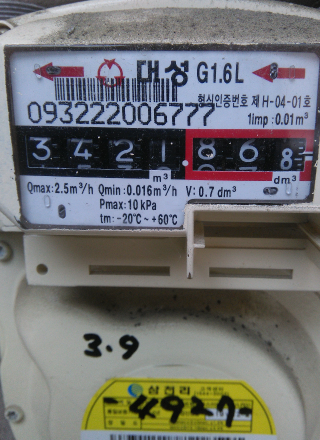 대성 G1.6L
형식인증번호 제 H-04-01호
093222006777
1imp : 0.01m³
3421.868
m³
dm³
Qmax: 2.5m³/h Qmin : 0.016m³/h V : 0.7 dm³
Pmax: 10 kPa
tm: -20℃ ~ +60℃
3.9
삼천리
-4927-